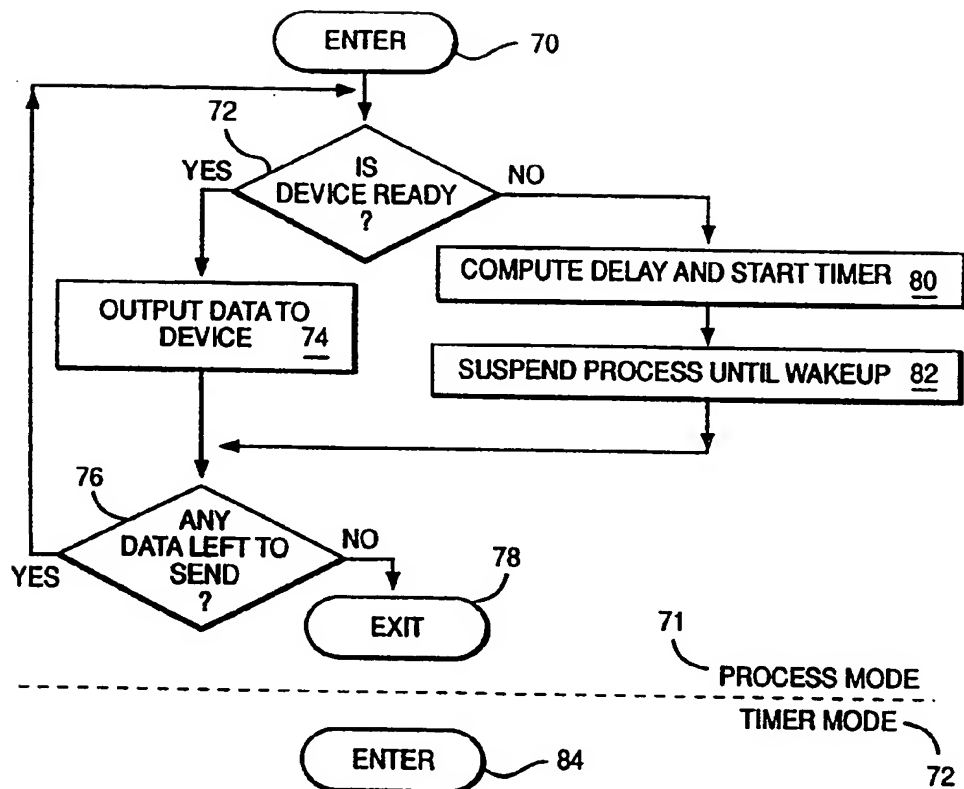 ENTER
70
72
YES
IS
DEVICE READY
?
NO
COMPUTE DELAY AND START TIMER 80
OUTPUT DATA TO
DEVICE 74
SUSPEND PROCESS UNTIL WAKEUP 82
76
ANY
DATA LEFT TO
SEND
?
YES
NO
78
EXIT
71
PROCESS MODE
TIMER MODE
72
ENTER
84